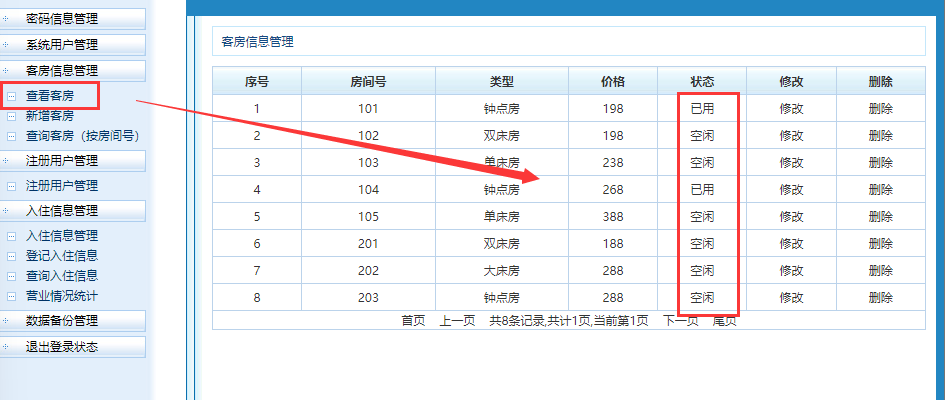 密码信息管理
系统用户管理
客房信息管理
查看客房
新增客房
查询客房（按房间号）
注册用户管理
注册用户管理
入住信息管理
入住信息管理
登记入住信息
查询入住信息
营业情况统计
数据备份管理
退出登录状态
客房信息管理
序号 房间号 类型 价格 状态 修改 删除
1 101 钟点房 198 已用 修改 删除
2 102 双床房 198 空闲 修改 删除
3 103 单床房 238 空闲 修改 删除
4 104 钟点房 268 已用 修改 删除
5 105 单床房 388 空闲 修改 删除
6 201 双床房 188 空闲 修改 删除
7 202 大床房 288 空闲 修改 删除
8 203 钟点房 288 空闲 修改 删除
首页 上一页 共8条记录,共计1页,当前第1页 下一页 尾页